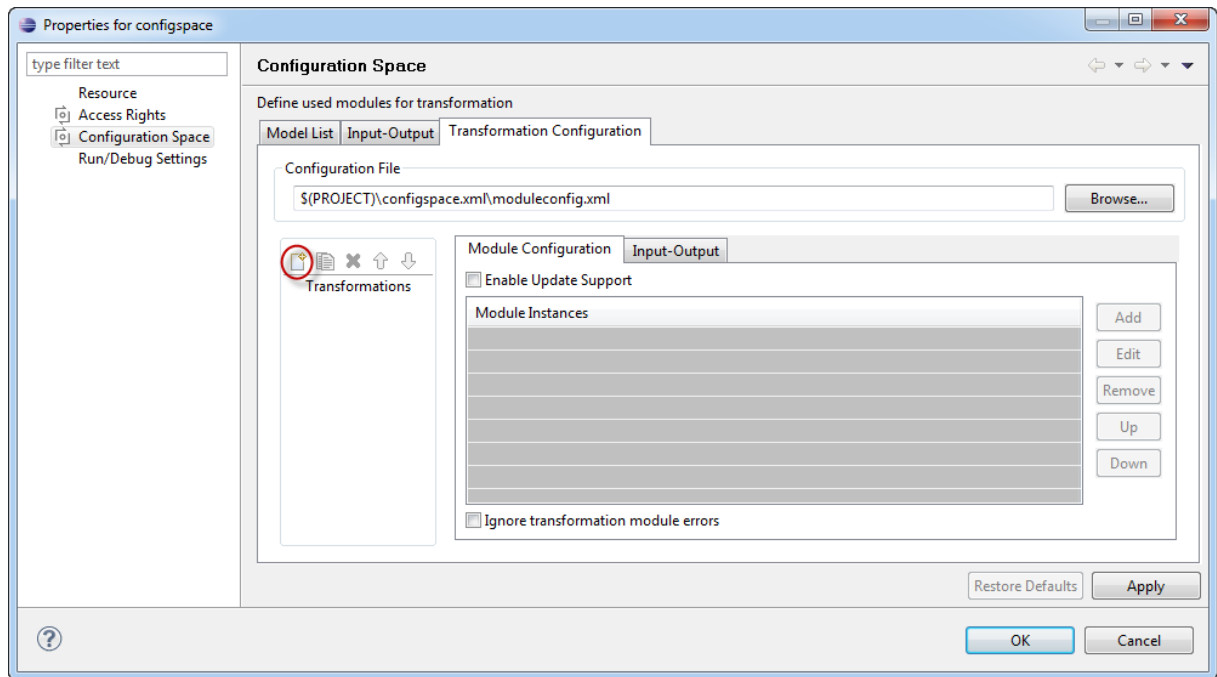 Properties for configspace
type filter text
Resource
Access Rights
Configuration Space
Run/Debug Settings
Configuration Space
Define used modules for transformation
Model List Input-Output Transformation Configuration
Configuration File
$(PROJECT)\configspace.xml\moduleconfig.xml Browse...
Transformations
Module Configuration Input-Output
Enable Update Support
Module Instances
Add
Edit
Remove
Up
Down
Ignore transformation module errors
Restore Defaults Apply
? OK Cancel